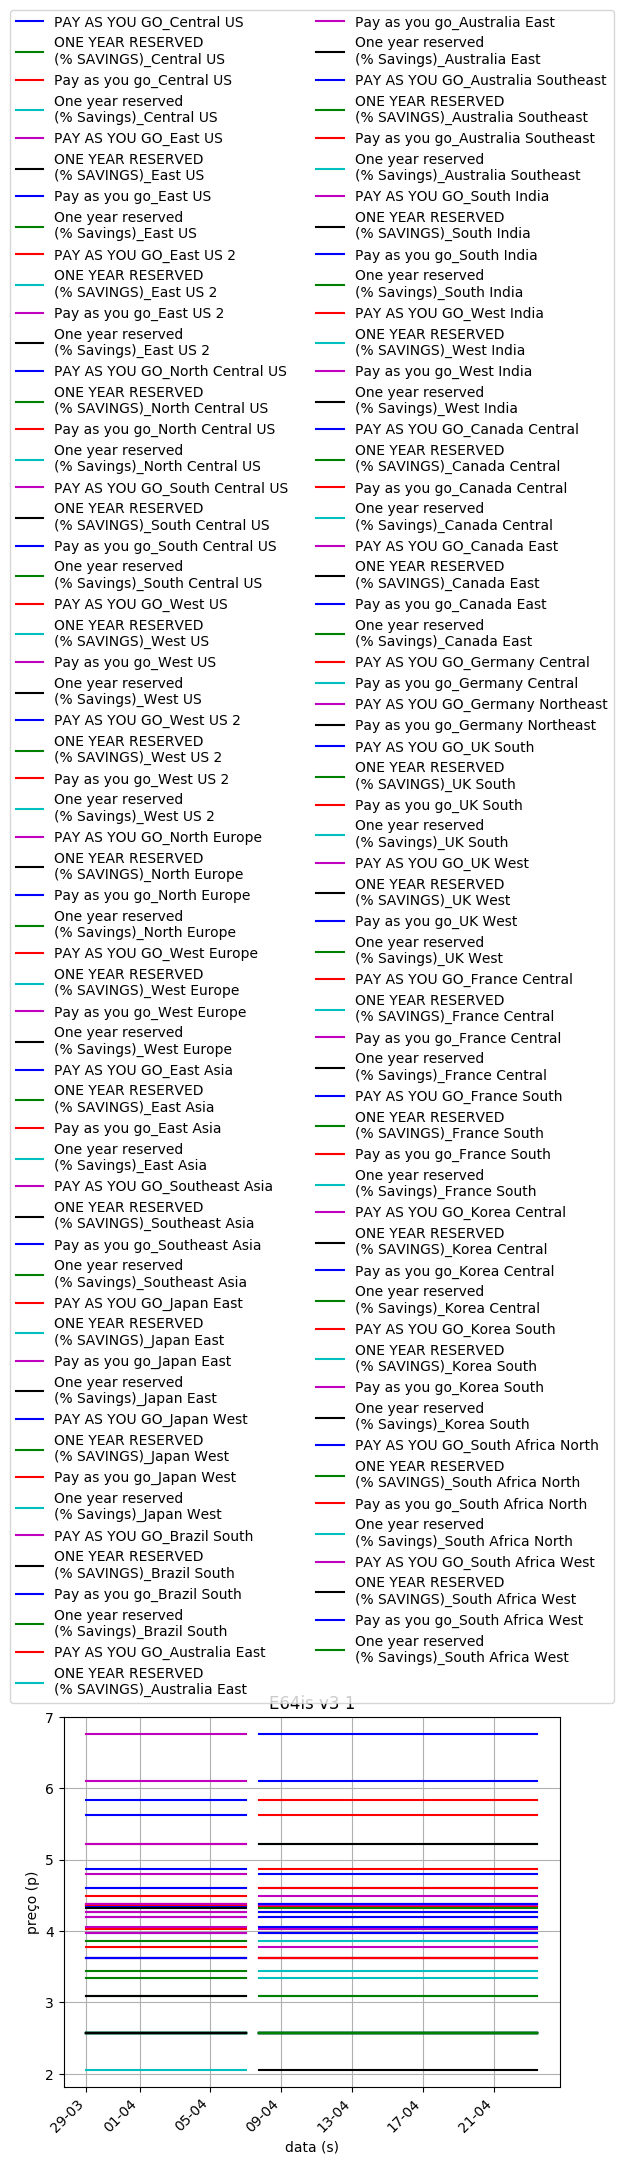 PAY AS YOU GO_Central US
ONE YEAR RESERVED
(% SAVINGS)_Central US
Pay as you go_Central US
One year reserved
(% Savings)_Central US
PAY AS YOU GO_East US
ONE YEAR RESERVED
(% SAVINGS)_East US
Pay as you go_East US
One year reserved
(% Savings)_East US
PAY AS YOU GO_East US 2
ONE YEAR RESERVED
(% SAVINGS)_East US 2
Pay as you go_East US 2
One year reserved
(% Savings)_East US 2
PAY AS YOU GO_North Central US
ONE YEAR RESERVED
(% SAVINGS)_North Central US
Pay as you go_North Central US
One year reserved
(% Savings)_North Central US
PAY AS YOU GO_South Central US
ONE YEAR RESERVED
(% SAVINGS)_South Central US
Pay as you go_South Central US
One year reserved
(% Savings)_South Central US
PAY AS YOU GO_West US
ONE YEAR RESERVED
(% SAVINGS)_West US
Pay as you go_West US
One year reserved
(% Savings)_West US
PAY AS YOU GO_West US 2
ONE YEAR RESERVED
(% SAVINGS)_West US 2
Pay as you go_West US 2
One year reserved
(% Savings)_West US 2
PAY AS YOU GO_North Europe
ONE YEAR RESERVED
(% SAVINGS)_North Europe
Pay as you go_North Europe
One year reserved
(% Savings)_North Europe
PAY AS YOU GO_West Europe
ONE YEAR RESERVED
(% SAVINGS)_West Europe
Pay as you go_West Europe
One year reserved
(% Savings)_West Europe
PAY AS YOU GO_East Asia
ONE YEAR RESERVED
(% SAVINGS)_East Asia
Pay as you go_East Asia
One year reserved
(% Savings)_East Asia
PAY AS YOU GO_Southeast Asia
ONE YEAR RESERVED
(% SAVINGS)_Southeast Asia
Pay as you go_Southeast Asia
One year reserved
(% Savings)_Southeast Asia
PAY AS YOU GO_Japan East
ONE YEAR RESERVED
(% SAVINGS)_Japan East
Pay as you go_Japan East
One year reserved
(% Savings)_Japan East
PAY AS YOU GO_Japan West
ONE YEAR RESERVED
(% SAVINGS)_Japan West
Pay as you go_Japan West
One year reserved
(% Savings)_Japan West
PAY AS YOU GO_Brazil South
ONE YEAR RESERVED
(% SAVINGS)_Brazil South
Pay as you go_Brazil South
One year reserved
(% Savings)_Brazil South
PAY AS YOU GO_Australia East
ONE YEAR RESERVED
(% SAVINGS)_Australia East
Pay as you go_Australia East
One year reserved
(% Savings)_Australia East
PAY AS YOU GO_Australia Southeast
ONE YEAR RESERVED
(% SAVINGS)_Australia Southeast
Pay as you go_Australia Southeast
One year reserved
(% Savings)_Australia Southeast
PAY AS YOU GO_South India
ONE YEAR RESERVED
(% SAVINGS)_South India
Pay as you go_South India
One year reserved
(% Savings)_South India
PAY AS YOU GO_West India
ONE YEAR RESERVED
(% SAVINGS)_West India
Pay as you go_West India
One year reserved
(% Savings)_West India
PAY AS YOU GO_Canada Central
ONE YEAR RESERVED
(% SAVINGS)_Canada Central
Pay as you go_Canada Central
One year reserved
(% Savings)_Canada Central
PAY AS YOU GO_Canada East
ONE YEAR RESERVED
(% SAVINGS)_Canada East
Pay as you go_Canada East
One year reserved
(% Savings)_Canada East
PAY AS YOU GO_Germany Central
Pay as you go_Germany Central
PAY AS YOU GO_Germany Northeast
Pay as you go_Germany Northeast
PAY AS YOU GO_UK South
ONE YEAR RESERVED
(% SAVINGS)_UK South
Pay as you go_UK South
One year reserved
(% Savings)_UK South
PAY AS YOU GO_UK West
ONE YEAR RESERVED
(% SAVINGS)_UK West
Pay as you go_UK West
One year reserved
(% Savings)_UK West
PAY AS YOU GO_France Central
ONE YEAR RESERVED
(% SAVINGS)_France Central
Pay as you go_France Central
One year reserved
(% Savings)_France Central
PAY AS YOU GO_France South
ONE YEAR RESERVED
(% SAVINGS)_France South
Pay as you go_France South
One year reserved
(% Savings)_France South
PAY AS YOU GO_Korea Central
ONE YEAR RESERVED
(% SAVINGS)_Korea Central
Pay as you go_Korea Central
One year reserved
(% Savings)_Korea Central
PAY AS YOU GO_Korea South
ONE YEAR RESERVED
(% SAVINGS)_Korea South
Pay as you go_Korea South
One year reserved
(% Savings)_Korea South
PAY AS YOU GO_South Africa North
ONE YEAR RESERVED
(% SAVINGS)_South Africa North
Pay as you go_South Africa North
One year reserved
(% Savings)_South Africa North
PAY AS YOU GO_South Africa West
ONE YEAR RESERVED
(% SAVINGS)_South Africa West
Pay as you go_South Africa West
One year reserved
(% Savings)_South Africa West
E64is v3 1
7
6
5
4
3
2
preço (p)
29-03
01-04
05-04
09-04
13-04
17-04
21-04
data (s)